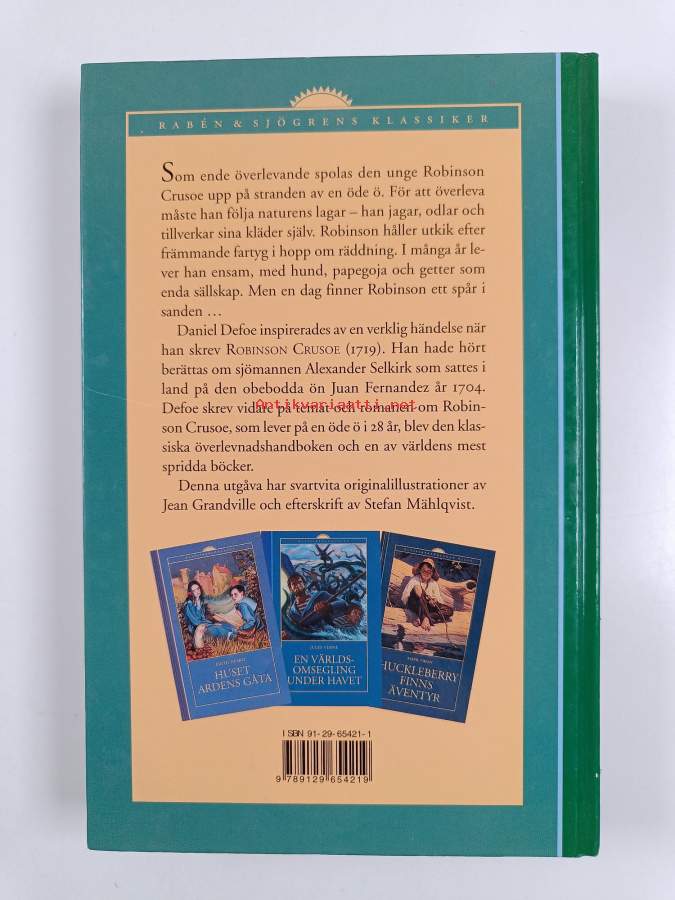 RABÉN & SJÖGRENS KLASSIKER
Som ende överlevande spolas den unge Robinson
Crusoe upp på stranden av en öde ö. För att överleva
måste han följa naturens lagar – han jagar, odlar och
tillverkar sina kläder själv. Robinson håller utkik efter
främmande fartyg i hopp om räddning. I många år le-
ver han ensam, med hund, papegoja och getter som
enda sällskap. Men en dag finner Robinson ett spår i
sanden …
Daniel Defoe inspirerades av en verklig händelse när
han skrev ROBINSON CRUSOE (1719). Han hade hört
berättas om sjömannen Alexander Selkirk som sattes i
land på den obebodda ön Juan Fernandez år 1704.
Antikvariantti.net
Defoe skrev vidare på temat och romanen om Robin-
son Crusoe, som lever på en öde ö i 28 år, blev den klas-
siska överlevnadshandboken och en av världens mest
spridda böcker.
Denna utgåva har svartvita originalillustrationer av
Jean Grandville och efterskrift av Stefan Mählqvist.
HUSET
ARDENS GÅTA
JULES VERNE
EN VÄRLDS-
OMSEGLING
UNDER HAVET
MARK TWAIN
HUCKLEBERRY
FINNS
ÄVENTYR
ISBN 91-29-65421-1
9 789129 654219